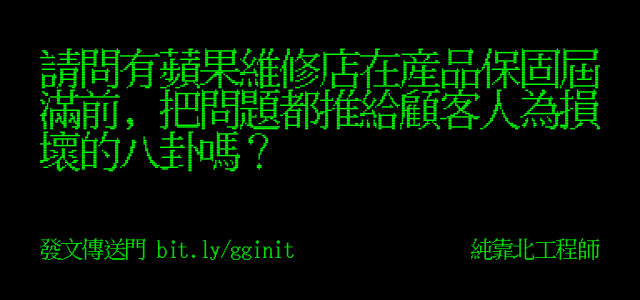 請問有蘋果維修店在産品保固屆
滿前，把問題都推給顧客人為損
壞的八卦嗎？
發文傳送門 bit.ly/gginit
純靠北工程師